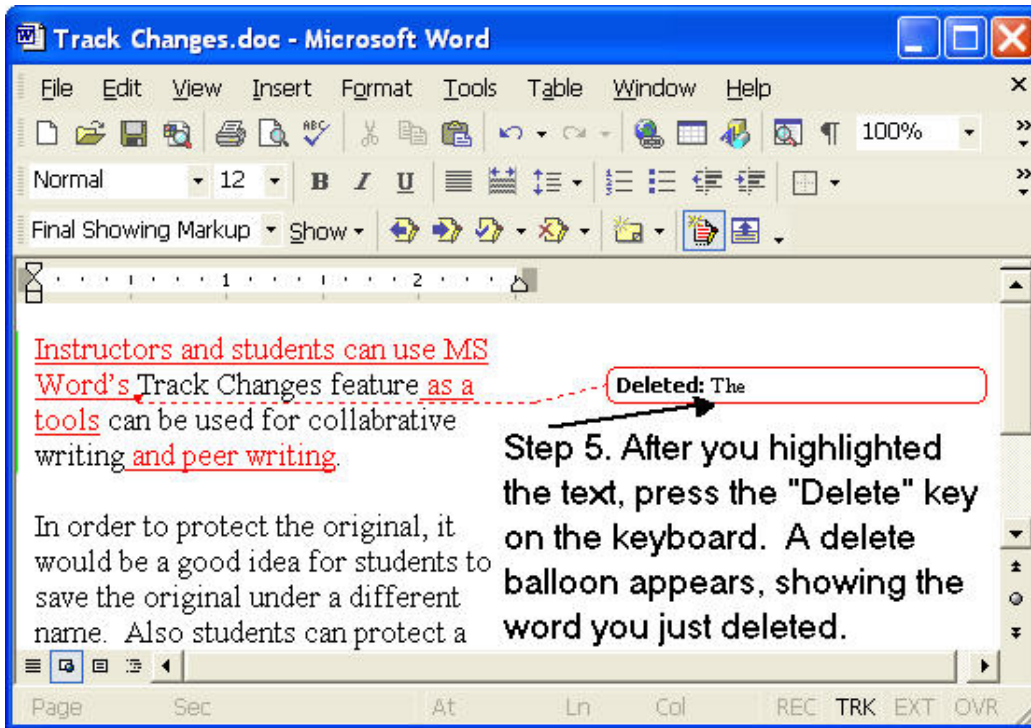 Track Changes.doc - Microsoft Word
File Edit View Insert Format Tools Table Window Help
ABC 100%
Normal 12 B I U
Final Showing Markup Show
1 2
Instructors and students can use MS
Word's Track Changes feature as a
tools can be used for collabrative
writing and peer writing.
Deleted: The
Step 5. After you highlighted
the text, press the "Delete" key
on the keyboard. A delete
balloon appears, showing the
word you just deleted.
In order to protect the original, it
would be a good idea for students to
save the original under a different
name. Also students can protect a
Page Sec At Ln Col REC TRK EXT OVR